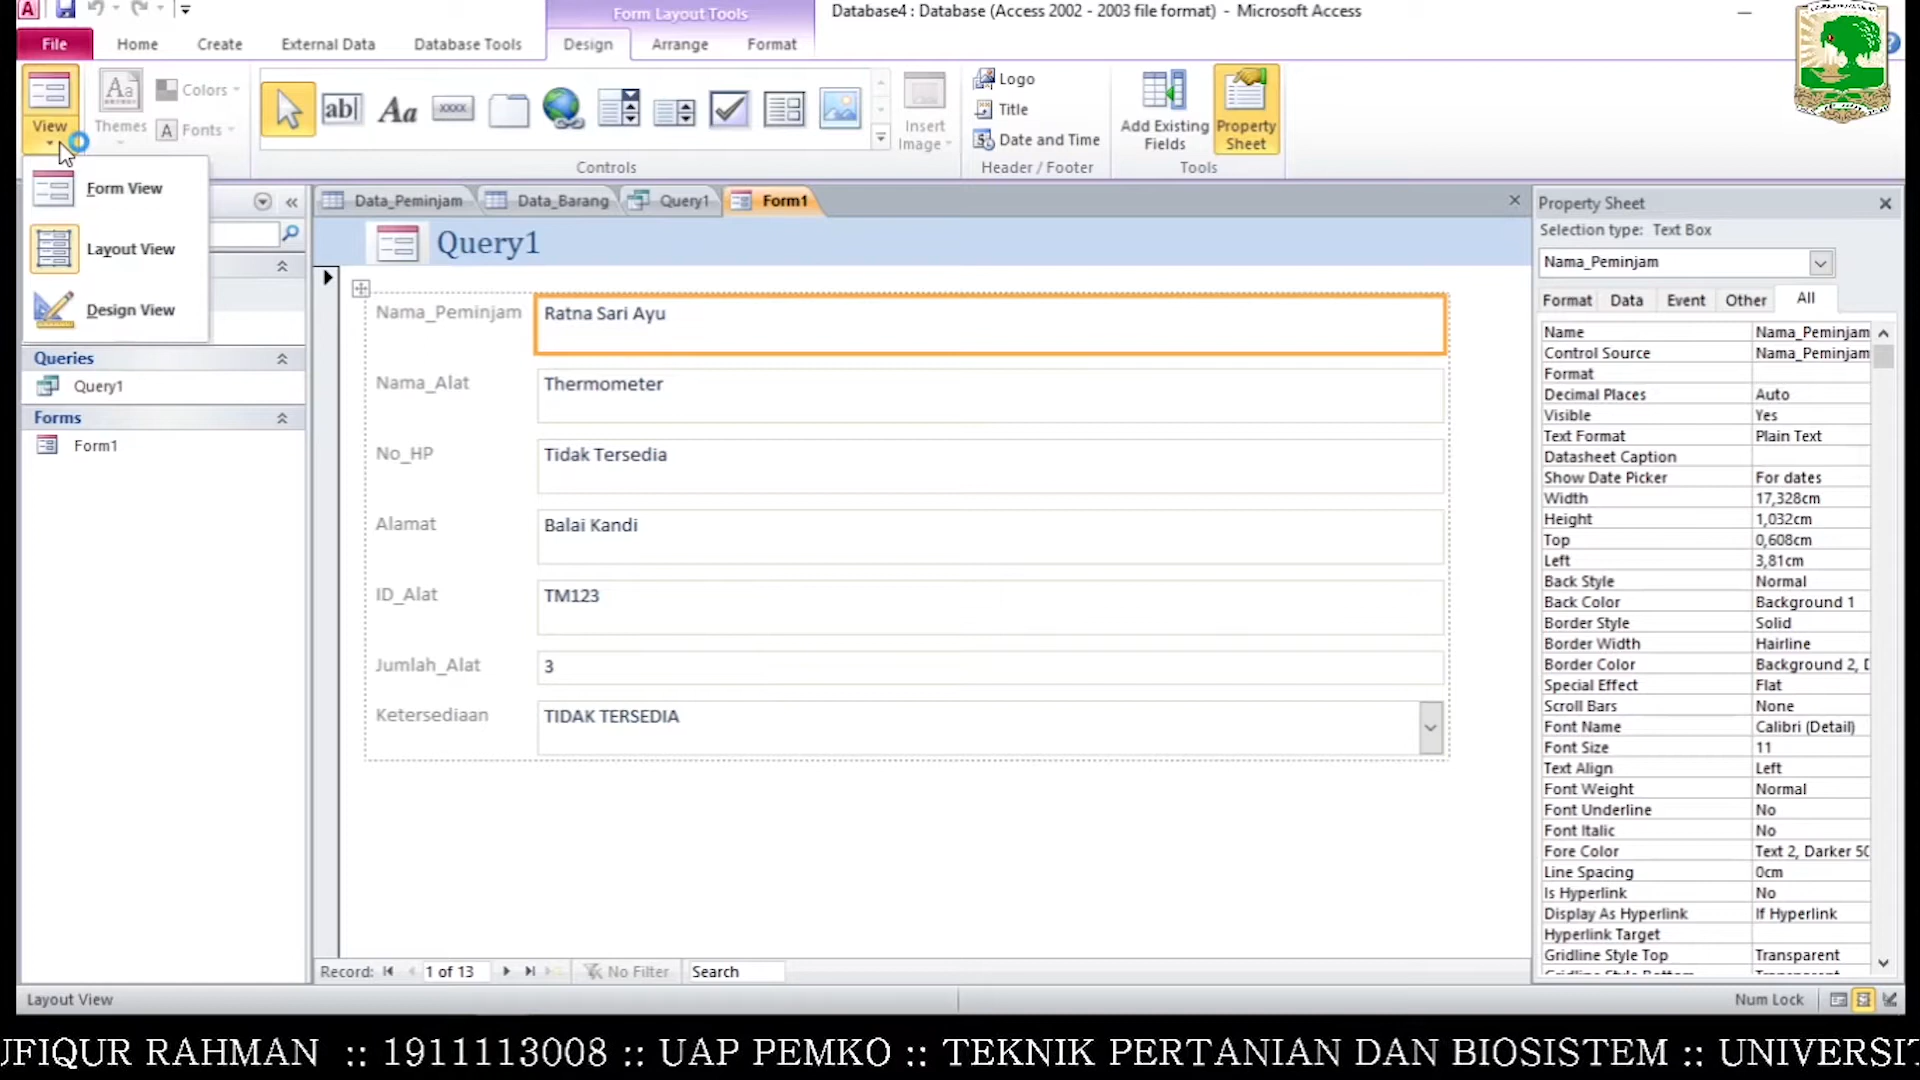 Form Layout Tools
Database4 : Database (Access 2002 - 2003 file format) - Microsoft Access
File
Home
Create
External Data
Database Tools
Design
Arrange
Format
View
Themes
Colors
Fonts
Insert Image
Logo
Title
Date and Time
Add Existing Fields
Property Sheet
Controls
Header / Footer
Tools
Form View
Layout View
Design View
Data_Peminjam
Data_Barang
Query1
Form1
Queries
Query1
Forms
Form1
Query1
Nama_Peminjam Ratna Sari Ayu
Nama_Alat Thermometer
No_HP Tidak Tersedia
Alamat Balai Kandi
ID_Alat TM123
Jumlah_Alat 3
Ketersediaan TIDAK TERSEDIA
Record: 1 of 13 No Filter Search
Property Sheet
Selection type: Text Box
Nama_Peminjam
Format Data Event Other All
Name Nama_Peminjam
Control Source Nama_Peminjam
Format
Decimal Places Auto
Visible Yes
Text Format Plain Text
Datasheet Caption
Show Date Picker For dates
Width 17,328cm
Height 1,032cm
Top 0,608cm
Left 3,81cm
Back Style Normal
Back Color Background 1
Border Style Solid
Border Width Hairline
Border Color Background 2, D
Special Effect Flat
Scroll Bars None
Font Name Calibri (Detail)
Font Size 11
Text Align Left
Font Weight Normal
Font Underline No
Font Italic No
Fore Color Text 2, Darker 50
Line Spacing 0cm
Is Hyperlink No
Display As Hyperlink If Hyperlink
Hyperlink Target
Gridline Style Top Transparent
Layout View
Num Lock
UFIQUR RAHMAN :: 1911113008 :: UAP PEMKO :: TEKNIK PERTANIAN DAN BIOSISTEM :: UNIVERSIT